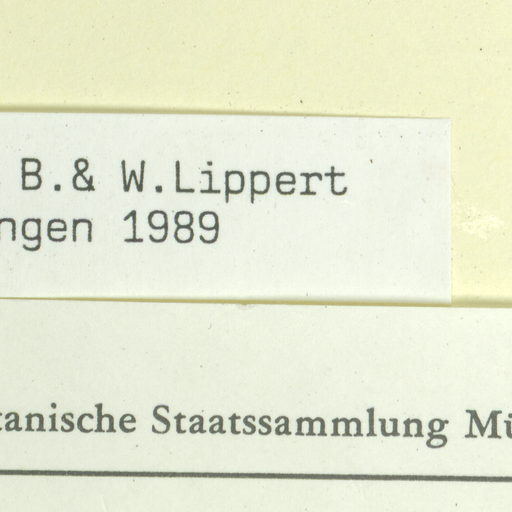 B.& W.Lippert
ngen 1989
tanische Staatssammlung Mü